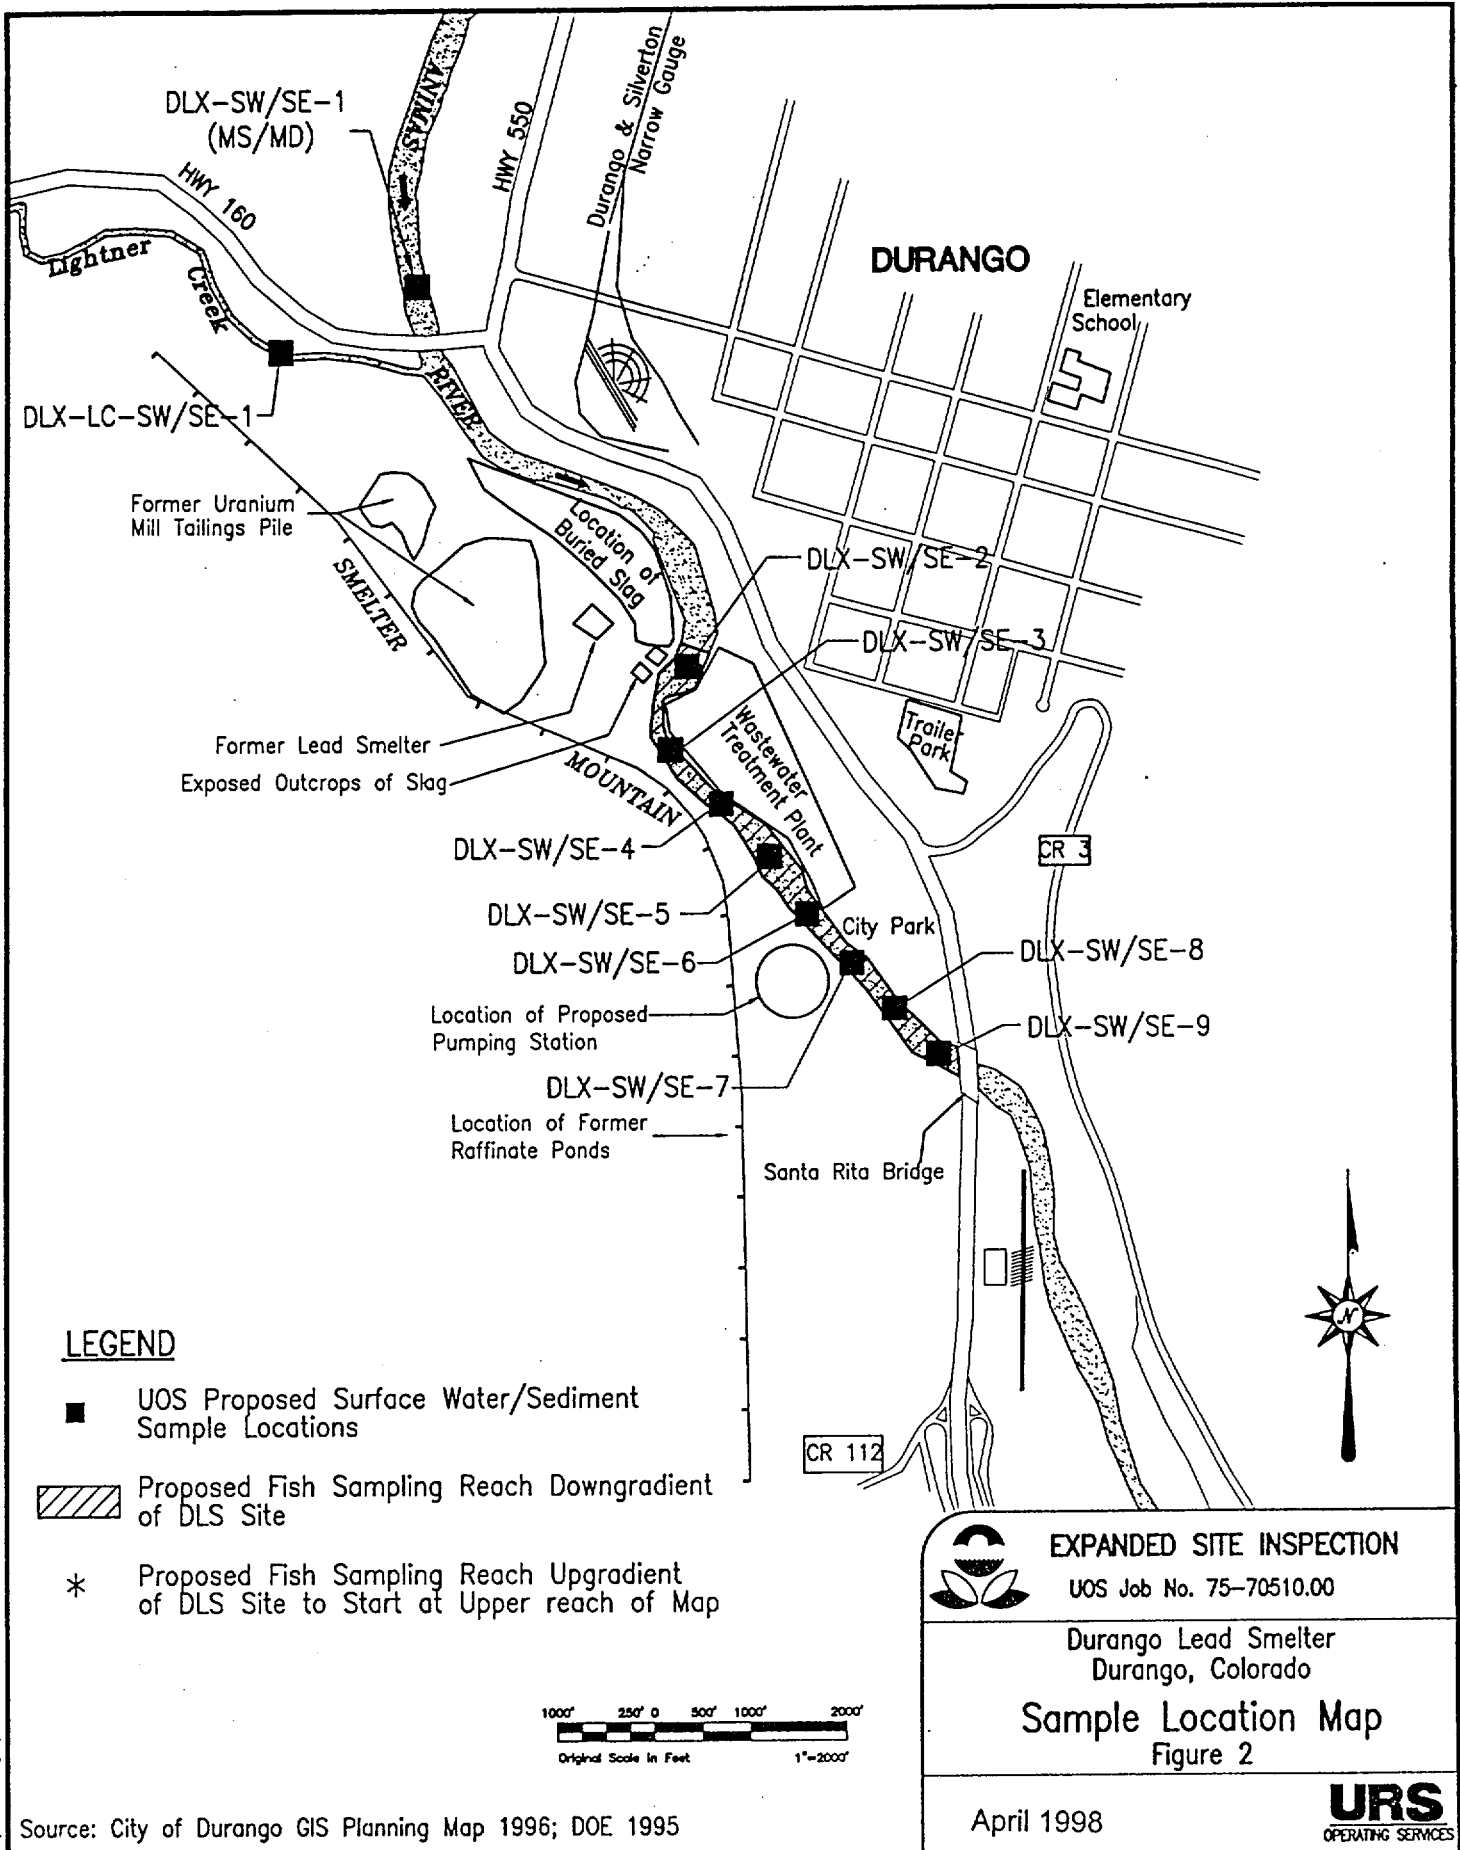 ANIMAS
DLX-SW/SE-1
(MS/MD)
HWY 550
Durango & Silverton
Narrow Gauge
HWY 160
Lightner
Creek
DURANGO
Elementary
School
RIVER
DLX-LC-SW/SE-1
Former Uranium
Mill Tailings Pile
Location of
Buried Slag
DLX-SW/SE-2
SMELTER
DLX-SW/SE-3
Former Lead Smelter
Exposed Outcrops of Slag
Wastewater
Treatment Plant
Trailer
Park
MOUNTAIN
DLX-SW/SE-4
CR 3
DLX-SW/SE-5
City Park
DLX-SW/SE-6
DLX-SW/SE-8
Location of Proposed
Pumping Station
DLX-SW/SE-9
DLX-SW/SE-7
Location of Former
Raffinate Ponds
Santa Rita Bridge
N
CR 112
LEGEND
UOS Proposed Surface Water/Sediment
Sample Locations
Proposed Fish Sampling Reach Downgradient
of DLS Site
Proposed Fish Sampling Reach Upgradient
of DLS Site to Start at Upper reach of Map
1000' 250' 0 500' 1000' 2000'
Original Scale in Feet 1"=2000'
EXPANDED SITE INSPECTION
UOS Job No. 75-70510.00
Durango Lead Smelter
Durango, Colorado
Sample Location Map
Figure 2
April 1998
URS
OPERATING SERVICES
Source: City of Durango GIS Planning Map 1996; DOE 1995